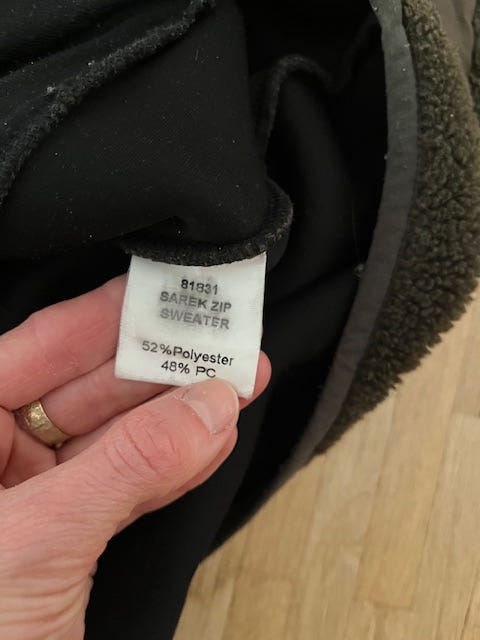 81831
SAREK ZIP
SWEATER
52%Polyester
48% PC